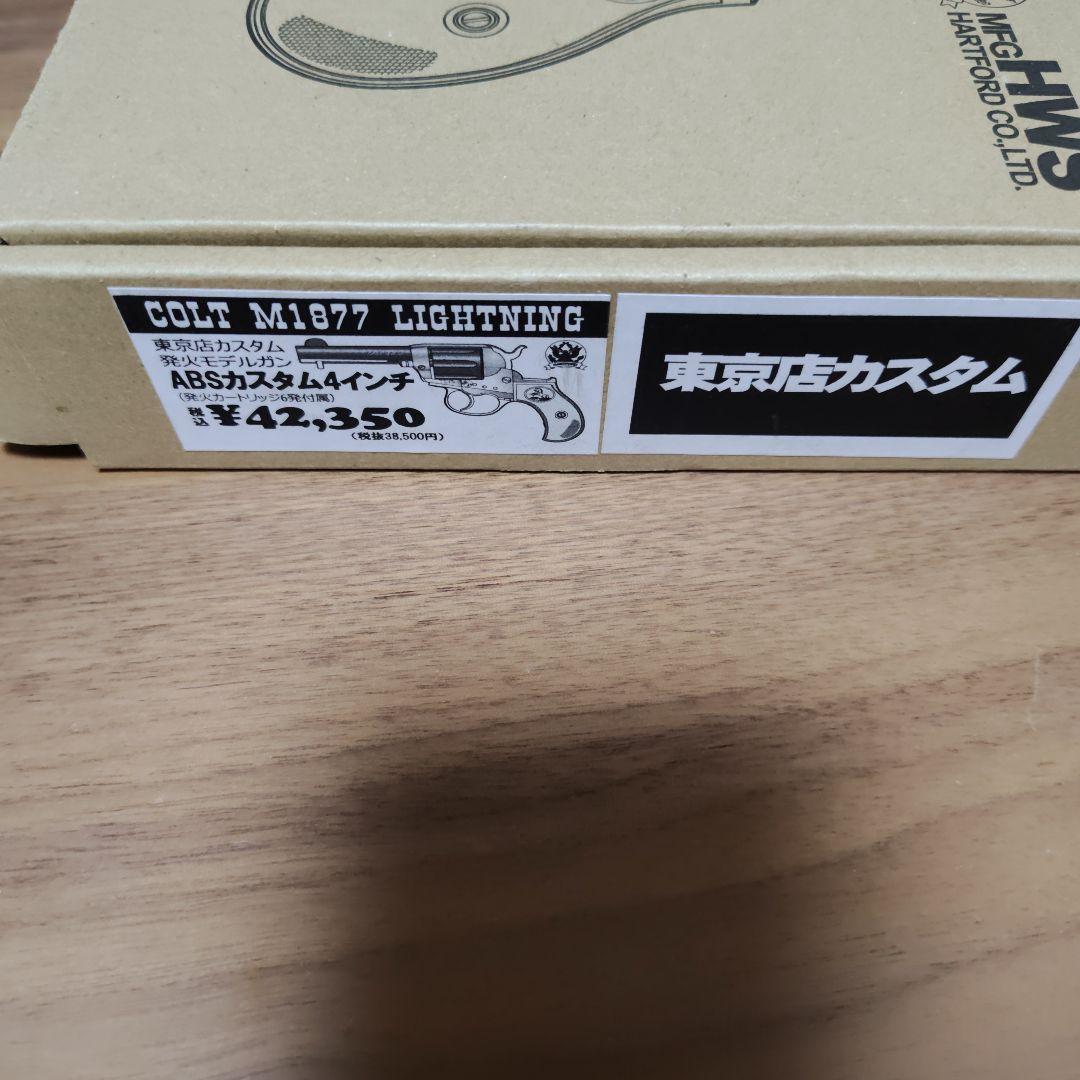 MFG HWS
HARTFORD CO.,LTD.
COLT M1877 LIGHTNING
東京店カスタム
発火モデルガン
ABSカスタム4インチ
(発火カートリッジ6発付属)
税込 ¥42,350
(税抜38,500円)
東京店カスタム